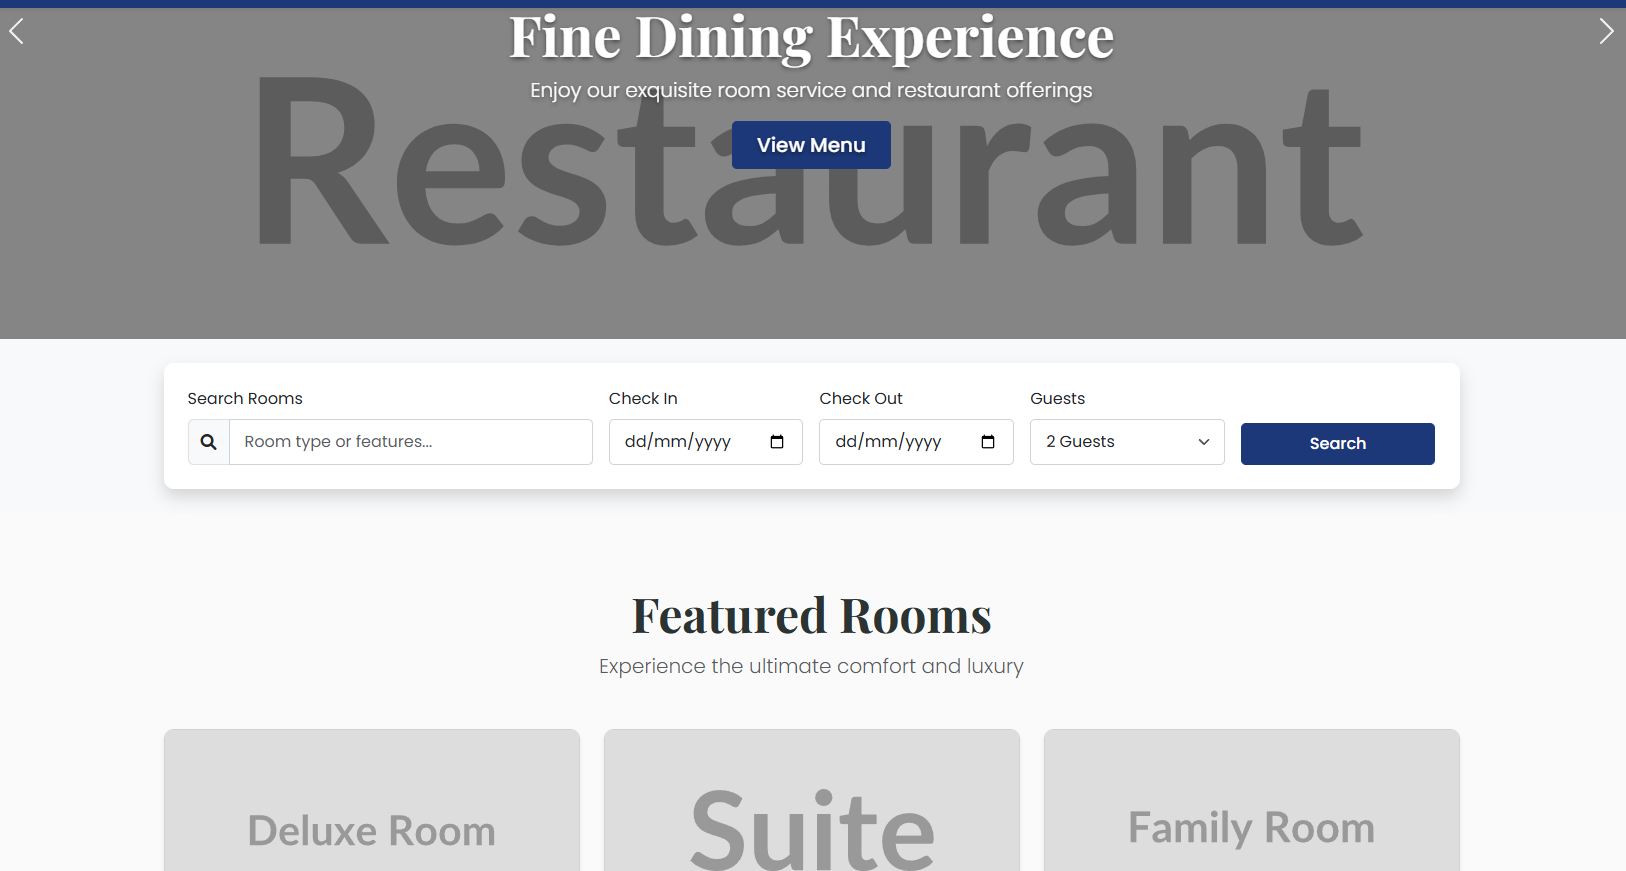 Fine Dining Experience
Enjoy our exquisite room service and restaurant offerings
Restaurant
View Menu
Search Rooms
Check In
Check Out
Guests
Room type or features...
dd/mm/yyyy
dd/mm/yyyy
2 Guests
Search
Featured Rooms
Experience the ultimate comfort and luxury
Deluxe Room
Suite
Family Room